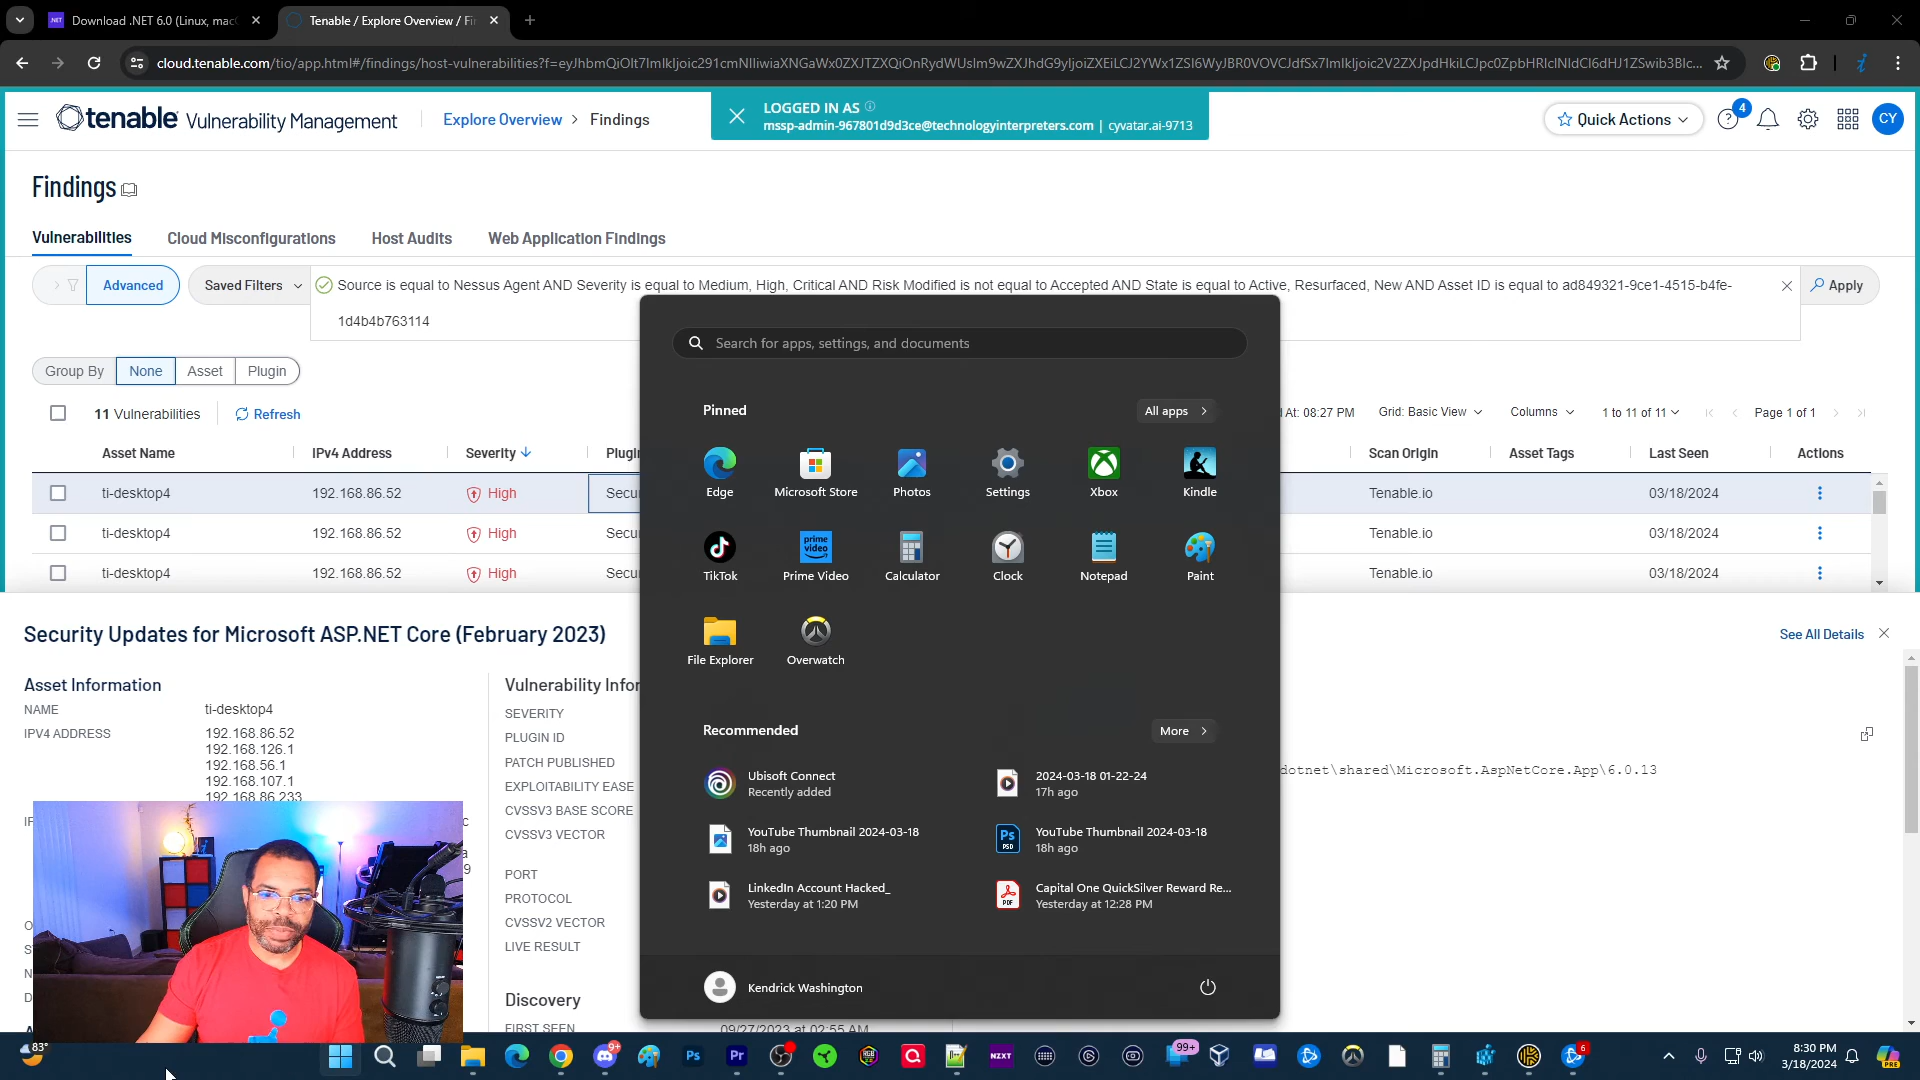 Download .NET 6.0 (Linux, mac
Tenable / Explore Overview / Fi
cloud.tenable.com/tio/app.html#/findings/host-vulnerabilities?f=
tenable Vulnerability Management
Explore Overview > Findings
LOGGED IN AS
mssp-admin-967801d9d3ce@technologyinterpreters.com | cyvatar.ai-9713
Quick Actions
4
CY
Findings
Vulnerabilities
Cloud Misconfigurations
Host Audits
Web Application Findings
Advanced
Saved Filters
Source is equal to Nessus Agent AND Severity is equal to Medium, High, Critical AND Risk Modified is not equal to Accepted AND State is equal to Active, Resurfaced, New AND Asset ID is equal to ad849321-9ce1-4515-b4fe-
1d4b4b763114
Apply
Search for apps, settings, and documents
Group By None Asset Plugin
Pinned
All apps
11 Vulnerabilities
Refresh
At: 08:27 PM
Grid: Basic View
Columns
1 to 11 of 11
Page 1 of 1
Asset Name IPv4 Address Severity Plugi Scan Origin Asset Tags Last Seen Actions
ti-desktop4 192.168.86.52 High Secu Tenable.io 03/18/2024
ti-desktop4 192.168.86.52 High Secu Tenable.io 03/18/2024
ti-desktop4 192.168.86.52 High Secu Tenable.io 03/18/2024
Edge
Microsoft Store
Photos
Settings
Xbox
Kindle
prime video
TikTok
Prime Video
Calculator
Clock
Notepad
Paint
File Explorer
Overwatch
Security Updates for Microsoft ASP.NET Core (February 2023)
See All Details
Asset Information
NAME ti-desktop4
IPV4 ADDRESS 192.168.86.52
192.168.126.1
192.168.56.1
192.168.107.1
192.168.86.233
Vulnerability Infor
SEVERITY
PLUGIN ID
PATCH PUBLISHED
EXPLOITABILITY EASE
CVSSV3 BASE SCORE
CVSSV3 VECTOR
PORT
PROTOCOL
CVSSV2 VECTOR
LIVE RESULT
Discovery
FIRST SEEN 09/27/2023 at 02:55 AM
dotnet\shared\Microsoft.AspNetCore.App\6.0.13
Recommended
More
Ubisoft Connect
Recently added
2024-03-18 01-22-24
17h ago
YouTube Thumbnail 2024-03-18
18h ago
Ps
PSD
YouTube Thumbnail 2024-03-18
18h ago
LinkedIn Account Hacked_
Yesterday at 1:20 PM
PDF
Capital One QuickSilver Reward Re...
Yesterday at 12:28 PM
Kendrick Washington
83°
9+
Ps
Pr
NZXT
99+
6
8:30 PM
3/18/2024
PRE